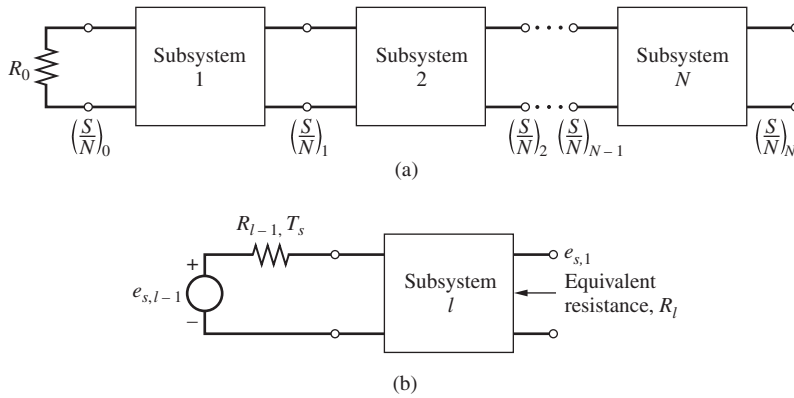 R0
Subsystem
1
Subsystem
2
Subsystem
N
(S/N)0
(S/N)1
(S/N)2
(S/N)N−1
(S/N)N
(a)
Rl−1, Ts
+
es,l−1
−
Subsystem
l
es,1
Equivalent
resistance, Rl
(b)